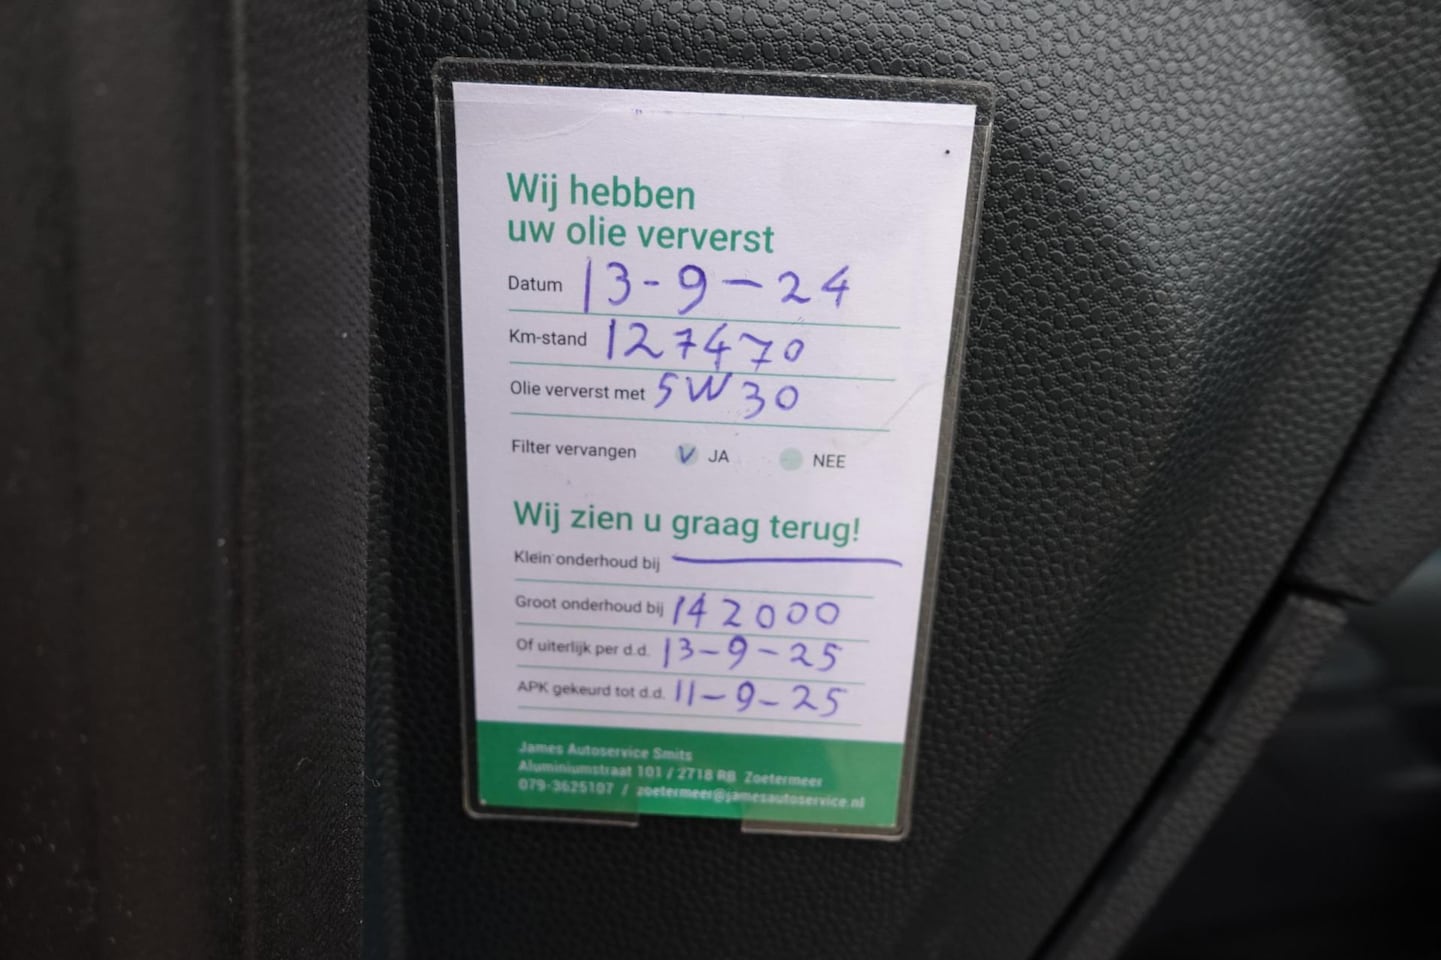 Wij hebben
uw olie ververst
Datum 13-9-24
Km-stand 127470
Olie ververst met 5W30
Filter vervangen V JA NEE
Wij zien u graag terug!
Klein onderhoud bij
Groot onderhoud bij 142000
Of uiterlijk per d.d. 13-9-25
APK gekeurd tot d.d. 11-9-25
James Autoservice Smits
Aluminiumstraat 101 / 2718 RB Zoetermeer
079-3625107 / zoetermeer@jamesautoservice.nl